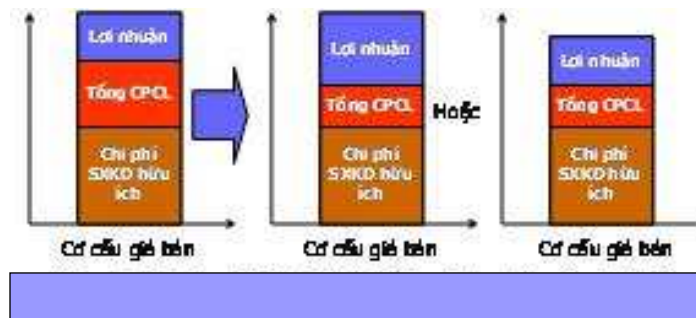 Lợi nhuận
Tổng CPCL
Chi phí
SXKD hữu
ích
Cơ cấu giá bán
Lợi nhuận
Tổng CPCL
Chi phí
SXKD hữu
ích
Cơ cấu giá bán
Hoặc
Lợi nhuận
Tổng CPCL
Chi phí
SXKD hữu
ích
Cơ cấu giá bán